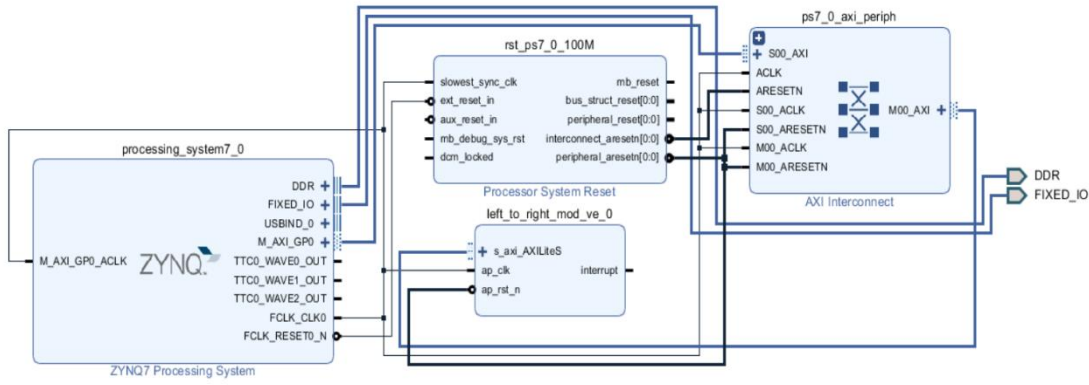 ps7_0_axi_periph
rst_ps7_0_100M
S00_AXI
slowest_sync_clk mb_reset ACLK
ext_reset_in bus_struct_reset[0:0] ARESETN
aux_reset_in peripheral_reset[0:0] S00_ACLK M00_AXI
mb_debug_sys_rst interconnect_aresetn[0:0] S00_ARESETN
dcm_locked peripheral_aresetn[0:0] M00_ACLK
M00_ARESETN
processing_system7_0
Processor System Reset
AXI Interconnect
DDR
FIXED_IO
DDR
FIXED_IO
USBIND_0
M_AXI_GP0
M_AXI_GP0_ACLK ZYNQ TTC0_WAVE0_OUT
TTC0_WAVE1_OUT
TTC0_WAVE2_OUT
FCLK_CLK0
FCLK_RESET0_N
ZYNQ7 Processing System
left_to_right_mod_ve_0
s_axi_AXILiteS
ap_clk interrupt
ap_rst_n